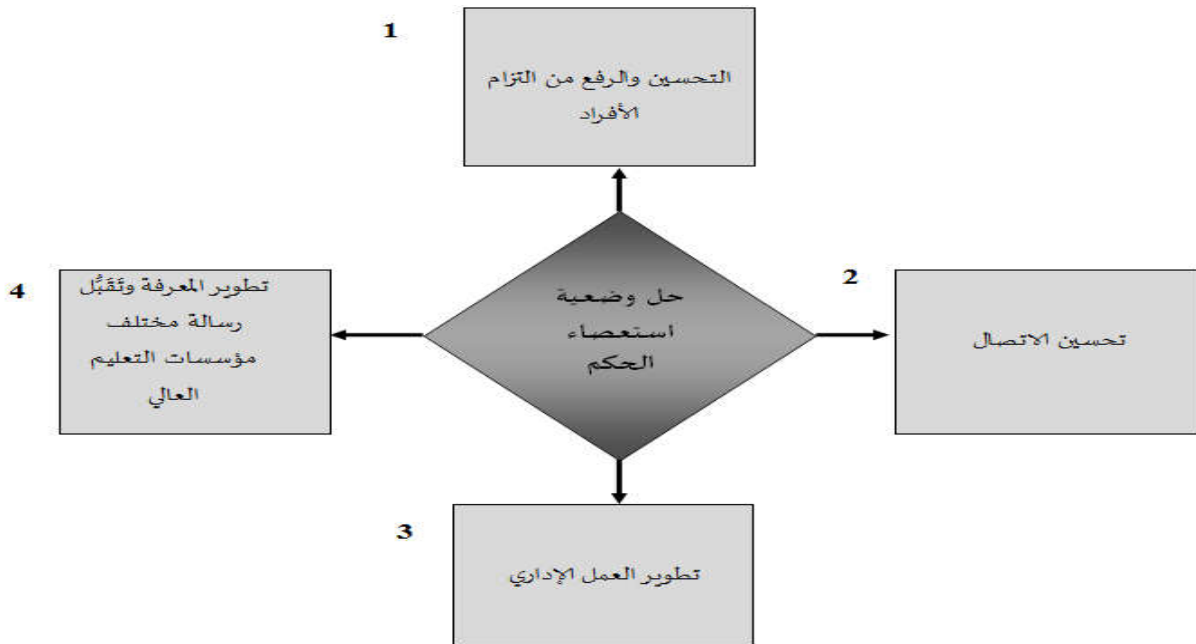 1
التحسين والرفع من التزام
الأفراد
2
تحسين الاتصال
حل وضعية
استعصاء
الحكم
4
تطوير المعرفة وتَقَبُّل
رسالة مختلف
مؤسسات التعليم
العالي
3
تطوير العمل الإداري